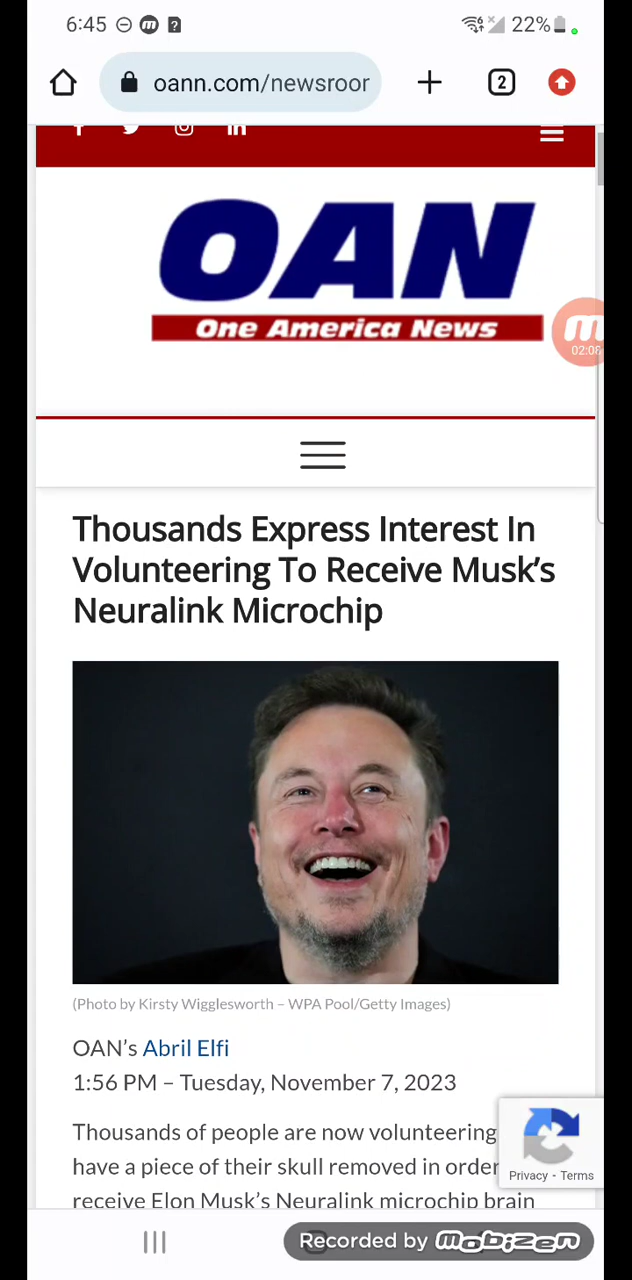 6:45
22%
oann.com/newsroor
2
OAN
One America News
02:08
Thousands Express Interest In
Volunteering To Receive Musk's
Neuralink Microchip
(Photo by Kirsty Wigglesworth – WPA Pool/Getty Images)
OAN's Abril Elfi
1:56 PM – Tuesday, November 7, 2023
Thousands of people are now volunteering
have a piece of their skull removed in order
Privacy - Terms
receive Elon Musk's Neuralink microchip brain
Recorded by mobizen